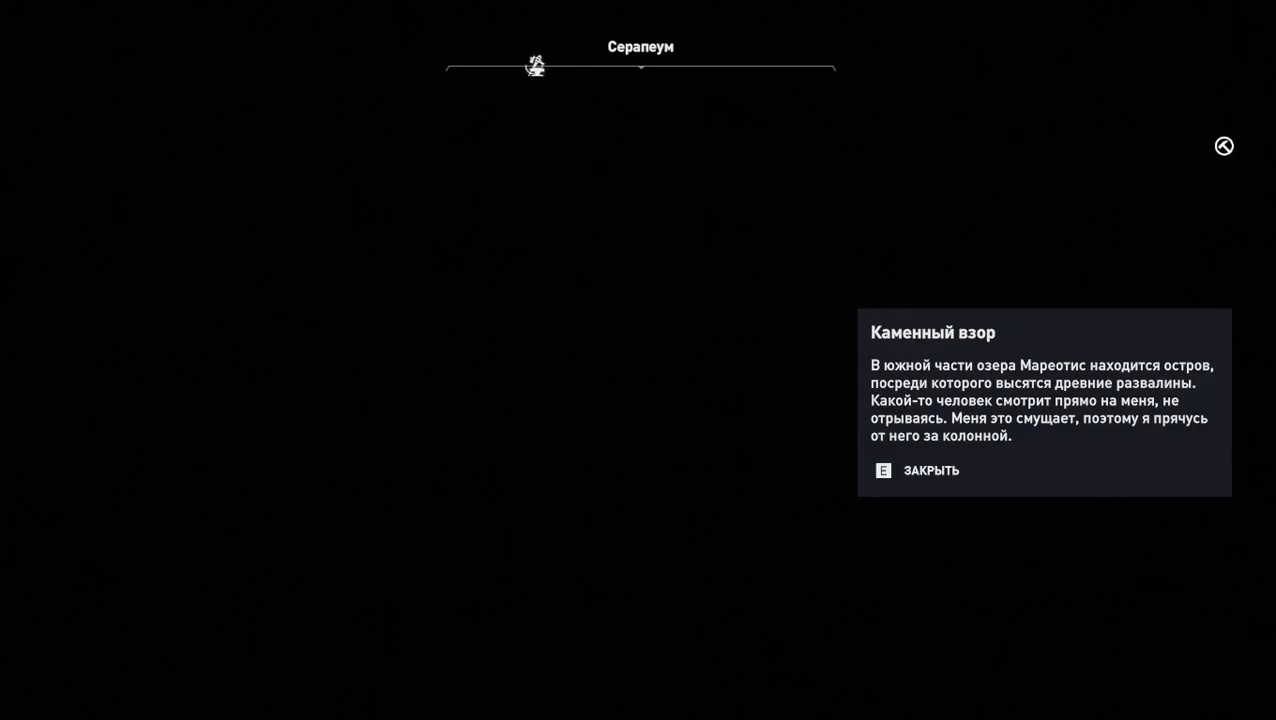 Серапеум
Каменный взор
В южной части озера Мареотис находится остров,
посреди которого высятся древние развалины.
Какой-то человек смотрит прямо на меня, не
отрываясь. Меня это смущает, поэтому я прячусь
от него за колонной.
E ЗАКРЫТЬ